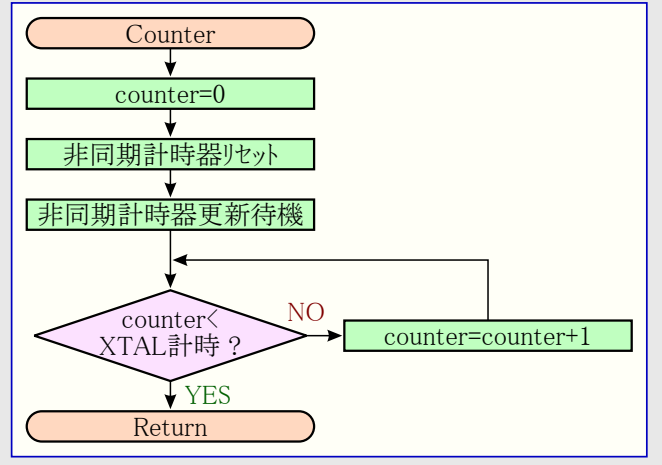 Counter
counter=0
非同期計時器リセット
非同期計時器更新待機
counter<
XTAL計時？
NO
counter=counter+1
YES
Return